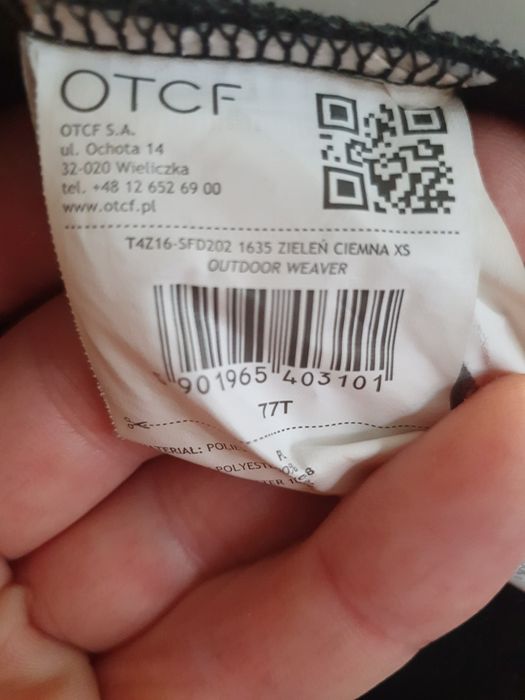 OTCF
OTCF S.A.
ul. Ochota 14
32-020 Wieliczka
tel. +48 12 652 69 00
www.otcf.pl
T4Z16-SFD202 1635 ZIELEŃ CIEMNA XS
OUTDOOR WEAVER
901965 403101
77T